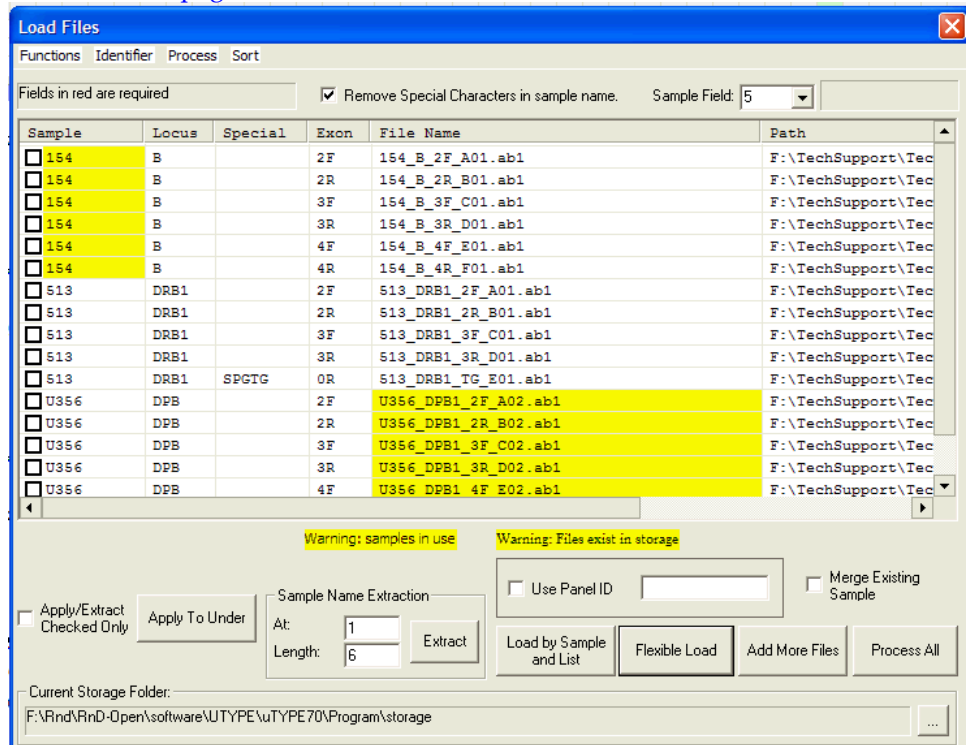 Load Files
Functions Identifier Process Sort
Fields in red are required Remove Special Characters in sample name. Sample Field: 5
Sample Locus Special Exon File Name Path
154 B 2F 154_B_2F_A01.ab1 F:\TechSupport\Tec
154 B 2R 154_B_2R_B01.ab1 F:\TechSupport\Tec
154 B 3F 154_B_3F_C01.ab1 F:\TechSupport\Tec
154 B 3R 154_B_3R_D01.ab1 F:\TechSupport\Tec
154 B 4F 154_B_4F_E01.ab1 F:\TechSupport\Tec
154 B 4R 154_B_4R_F01.ab1 F:\TechSupport\Tec
513 DRB1 2F 513_DRB1_2F_A01.ab1 F:\TechSupport\Tec
513 DRB1 2R 513_DRB1_2R_B01.ab1 F:\TechSupport\Tec
513 DRB1 3F 513_DRB1_3F_C01.ab1 F:\TechSupport\Tec
513 DRB1 3R 513_DRB1_3R_D01.ab1 F:\TechSupport\Tec
513 DRB1 SPGTG 0R 513_DRB1_TG_E01.ab1 F:\TechSupport\Tec
U356 DPB 2F U356_DPB1_2F_A02.ab1 F:\TechSupport\Tec
U356 DPB 2R U356_DPB1_2R_B02.ab1 F:\TechSupport\Tec
U356 DPB 3F U356_DPB1_3F_C02.ab1 F:\TechSupport\Tec
U356 DPB 3R U356_DPB1_3R_D02.ab1 F:\TechSupport\Tec
U356 DPB 4F U356_DPB1_4F_E02.ab1 F:\TechSupport\Tec
Warning: samples in use Warning: Files exist in storage
Use Panel ID
Merge Existing
Sample
Apply/Extract
Checked Only
Apply To Under
Sample Name Extraction
At: 1
Length: 6
Extract
Load by Sample
and List
Flexible Load
Add More Files
Process All
Current Storage Folder:
F:\Rnd\RnD-Open\software\UTYPE\uTYPE70\Program\storage
...